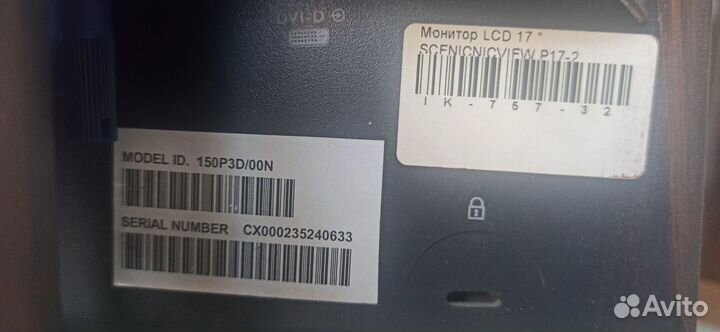 DVI-D
Монитор LCD 17 "
SCENICNICVIEW P17-2
IK-757-32
MODEL ID. 150P3D/00N
SERIAL NUMBER CX000235240633
Avito